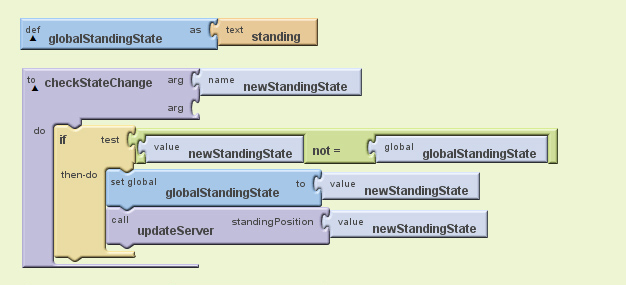 def globalStandingState as text standing
to checkStateChange arg name newStandingState
arg
do if test value newStandingState not = global globalStandingState
then-do set global globalStandingState to value newStandingState
call updateServer standingPosition value newStandingState